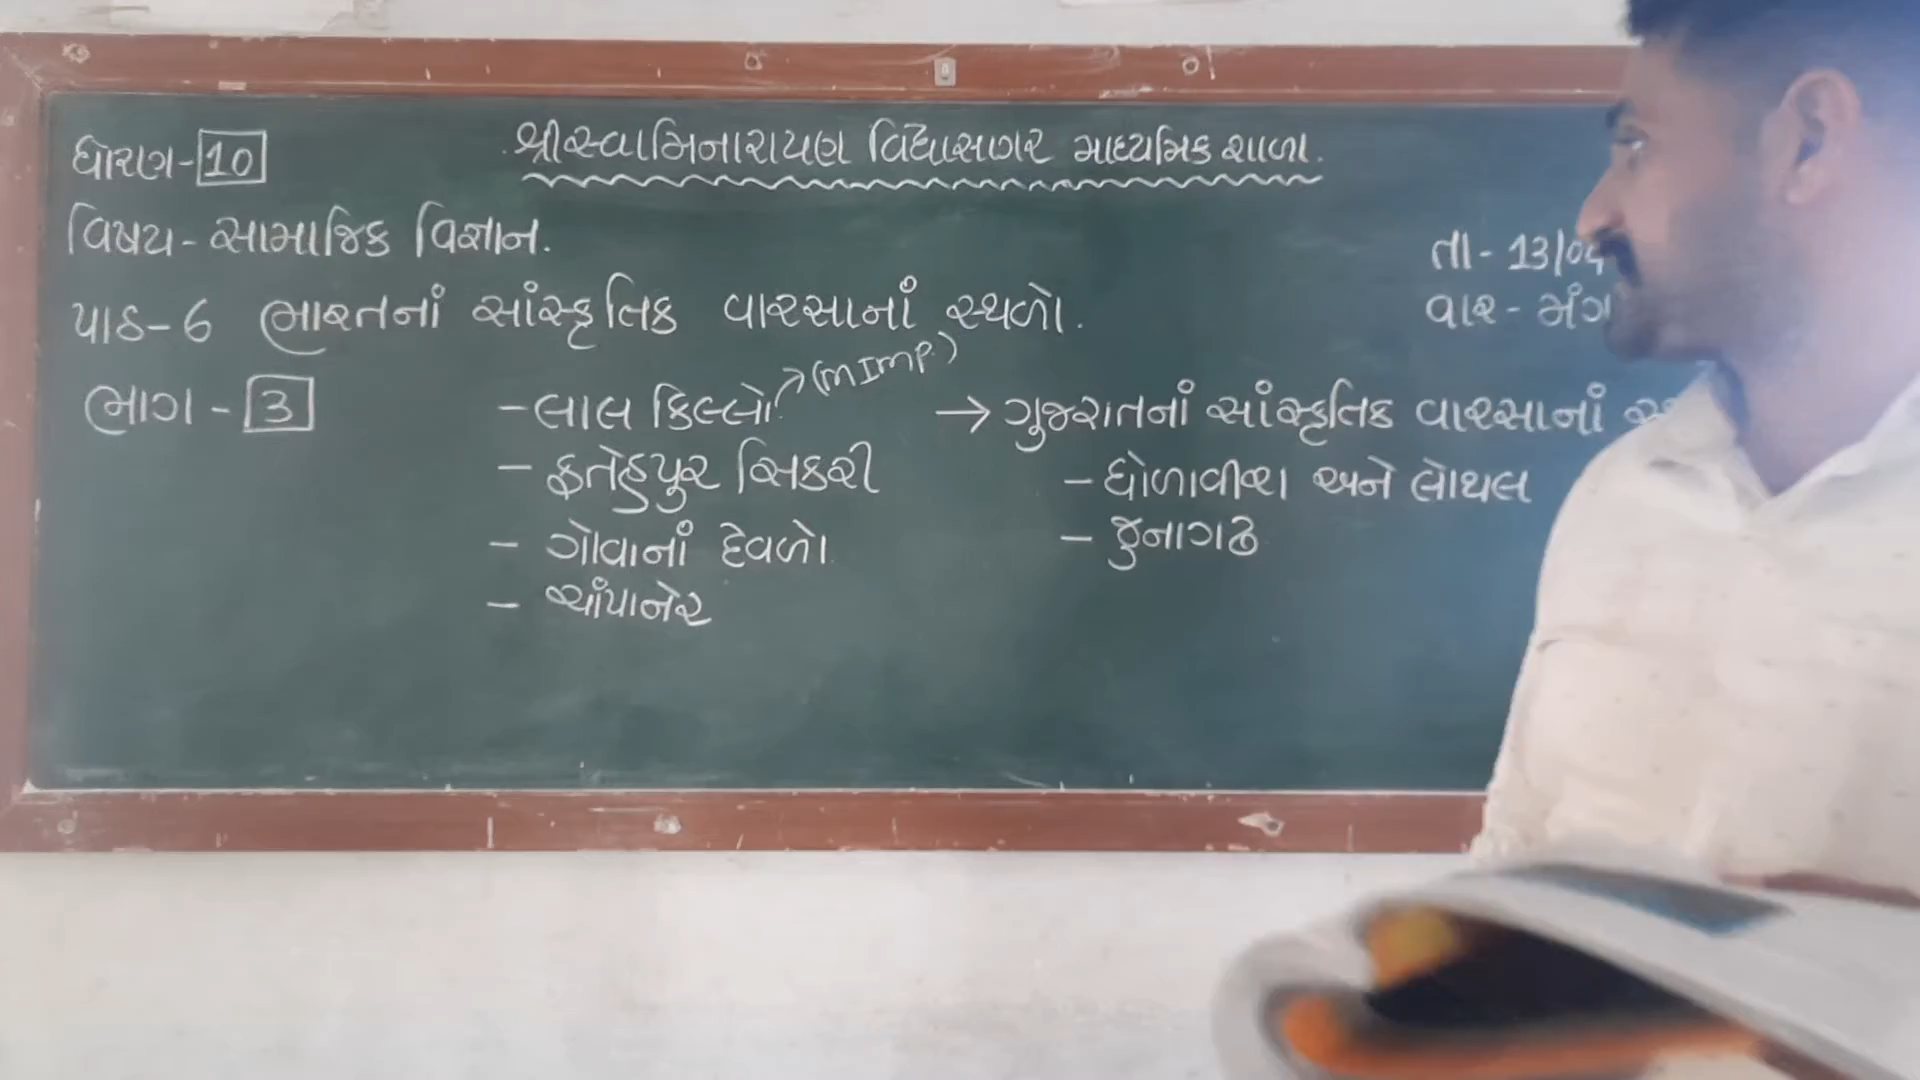 શ્રી સ્વામિનારાયણ વિદ્યાસાગર માધ્યમિક શાળા.
ધોરણ - 10
વિષય - સામાજિક વિજ્ઞાન.
તા - 13/04
વાર - મંગ
પાઠ - 6 ભારતનાં સાંસ્કૃતિક વારસાનાં સ્થળો.
ભાગ - 3
- લાલ કિલ્લો → (mImp.)
- ફતેહપુર સિકરી
- ગોવાનાં દેવળો
- ચાંપાનેર
→ ગુજરાતનાં સાંસ્કૃતિક વારસાનાં
- ધોળાવીરા અને લોથલ
- જુનાગઢ